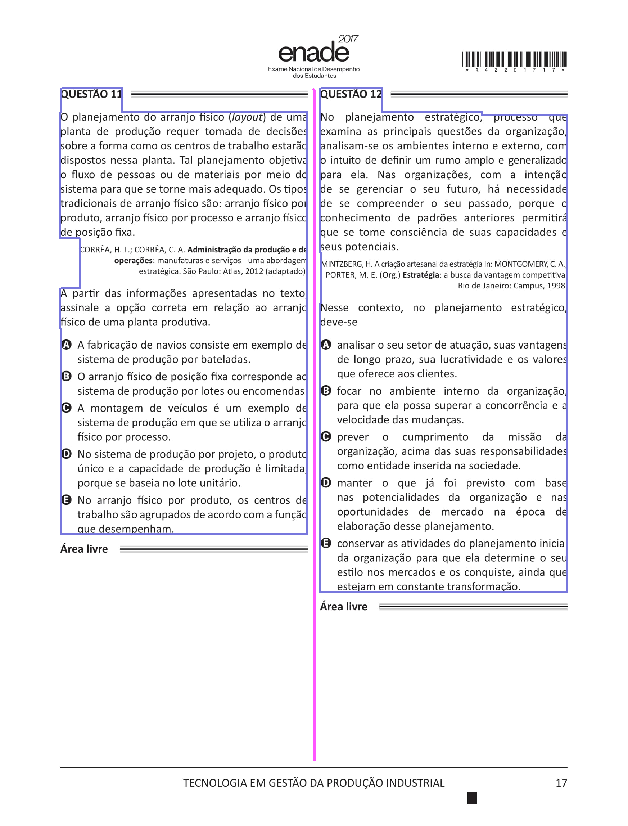 enade 2017
Exame Nacional de Desempenho
dos Estudantes
*R4220171 7*
QUESTÃO 11
O planejamento do arranjo físico (layout) de uma
planta de produção requer tomada de decisões
sobre a forma como os centros de trabalho estarão
dispostos nessa planta. Tal planejamento objetiva
o fluxo de pessoas ou de materiais por meio do
sistema para que se torne mais adequado. Os tipos
tradicionais de arranjo físico são: arranjo físico por
produto, arranjo físico por processo e arranjo físico
de posição fixa.
CORRÊA, H. L.; CORRÊA, C. A. Administração da produção e de
operações: manufaturas e serviços - uma abordagem
estratégica. São Paulo: Atlas, 2012 (adaptado).
A partir das informações apresentadas no texto,
assinale a opção correta em relação ao arranjo
físico de uma planta produtiva.
A A fabricação de navios consiste em exemplo de
sistema de produção por bateladas.
B O arranjo físico de posição fixa corresponde ao
sistema de produção por lotes ou encomendas.
C A montagem de veículos é um exemplo de
sistema de produção em que se utiliza o arranjo
físico por processo.
D No sistema de produção por projeto, o produto
único e a capacidade de produção é limitada,
porque se baseia no lote unitário.
E No arranjo físico por produto, os centros de
trabalho são agrupados de acordo com a função
que desempenham.
Área livre
QUESTÃO 12
No planejamento estratégico, processo que
examina as principais questões da organização,
analisam-se os ambientes interno e externo, com
o intuito de definir um rumo amplo e generalizado
para ela. Nas organizações, com a intenção
de se gerenciar o seu futuro, há necessidade
de se compreender o seu passado, porque o
conhecimento de padrões anteriores permitirá
que se tome consciência de suas capacidades e
seus potenciais.
MINTZBERG, H. A criação artesanal da estratégia in: MONTGOMERY, C. A.
PORTER, M. E. (Org.) Estratégia: a busca da vantagem competitiva.
Rio de Janeiro: Campus, 1998.
Nesse contexto, no planejamento estratégico,
deve-se
A analisar o seu setor de atuação, suas vantagens
de longo prazo, sua lucratividade e os valores
que oferece aos clientes.
B focar no ambiente interno da organização,
para que ela possa superar a concorrência e a
velocidade das mudanças.
C prever o cumprimento da missão da
organização, acima das suas responsabilidades
como entidade inserida na sociedade.
D manter o que já foi previsto com base
nas potencialidades da organização e nas
oportunidades de mercado na época de
elaboração desse planejamento.
E conservar as atividades do planejamento inicial
da organização para que ela determine o seu
estilo nos mercados e os conquiste, ainda que
estejam em constante transformação.
Área livre
TECNOLOGIA EM GESTÃO DA PRODUÇÃO INDUSTRIAL 17